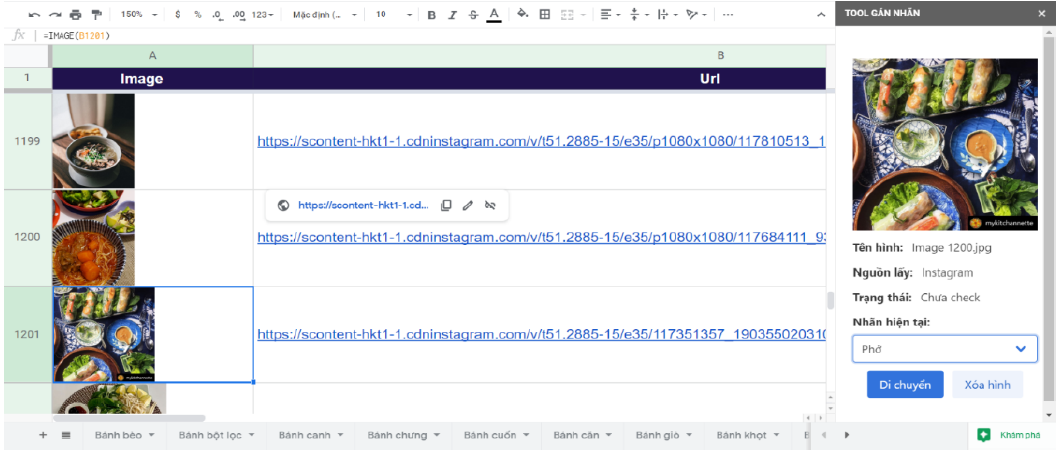 150% $ % .0 .00 123 Mặc định (... 10 B I S A ...
TOOL GÁN NHÃN ×
fx =IMAGE(B1201)
A B
1 Image Url
1199 https://scontent-hkt1-1.cdninstagram.com/v/t51.2885-15/e35/p1080x1080/117810513_1
https://scontent-hkt1-1.cd...
1200 https://scontent-hkt1-1.cdninstagram.com/v/t51.2885-15/e35/p1080x1080/117684111_93
1201 https://scontent-hkt1-1.cdninstagram.com/v/t51.2885-15/e35/117351357_190355020310
mykitchunnette
Tên hình: Image 1200.jpg
Nguồn lấy: Instagram
Trạng thái: Chưa check
Nhãn hiện tại:
Phở
Di chuyển Xóa hình
+ Bánh bèo Bánh bột lọc Bánh canh Bánh chưng Bánh cuốn Bánh căn Bánh giò Bánh khọt Khám phá